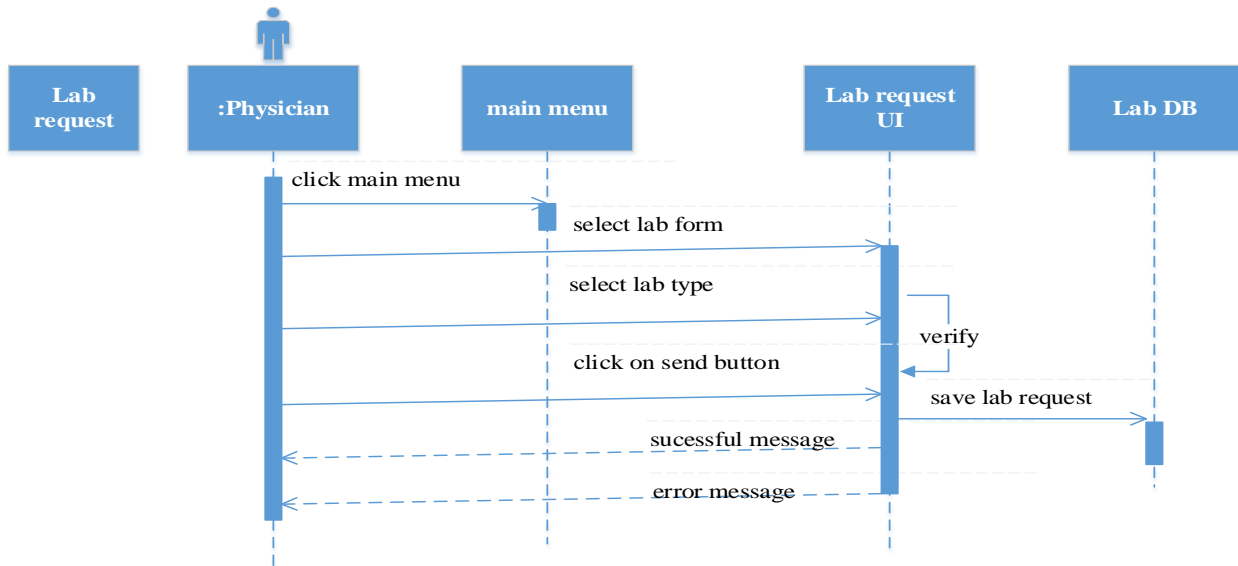 Lab
request
:Physician
main menu
Lab request
UI
Lab DB
click main menu
select lab form
select lab type
verify
click on send button
save lab request
sucessful message
error message